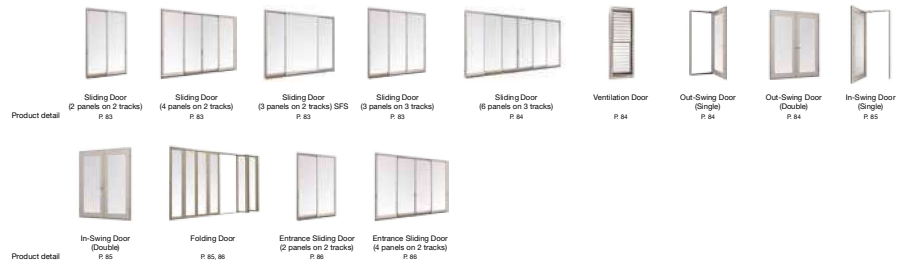 Sliding Door
(2 panels on 2 tracks)
P. 83
Sliding Door
(4 panels on 2 tracks)
P. 83
Sliding Door
(3 panels on 2 tracks) SFS
P. 83
Sliding Door
(3 panels on 3 tracks)
P. 83
Sliding Door
(6 panels on 3 tracks)
P. 84
Ventilation Door
P. 84
Out-Swing Door
(Single)
P. 84
Out-Swing Door
(Double)
P. 84
In-Swing Door
(Single)
P. 85
Product detail
In-Swing Door
(Double)
P. 85
Folding Door
P. 85, 86
Entrance Sliding Door
(2 panels on 2 tracks)
P. 86
Entrance Sliding Door
(4 panels on 2 tracks)
P. 86
Product detail